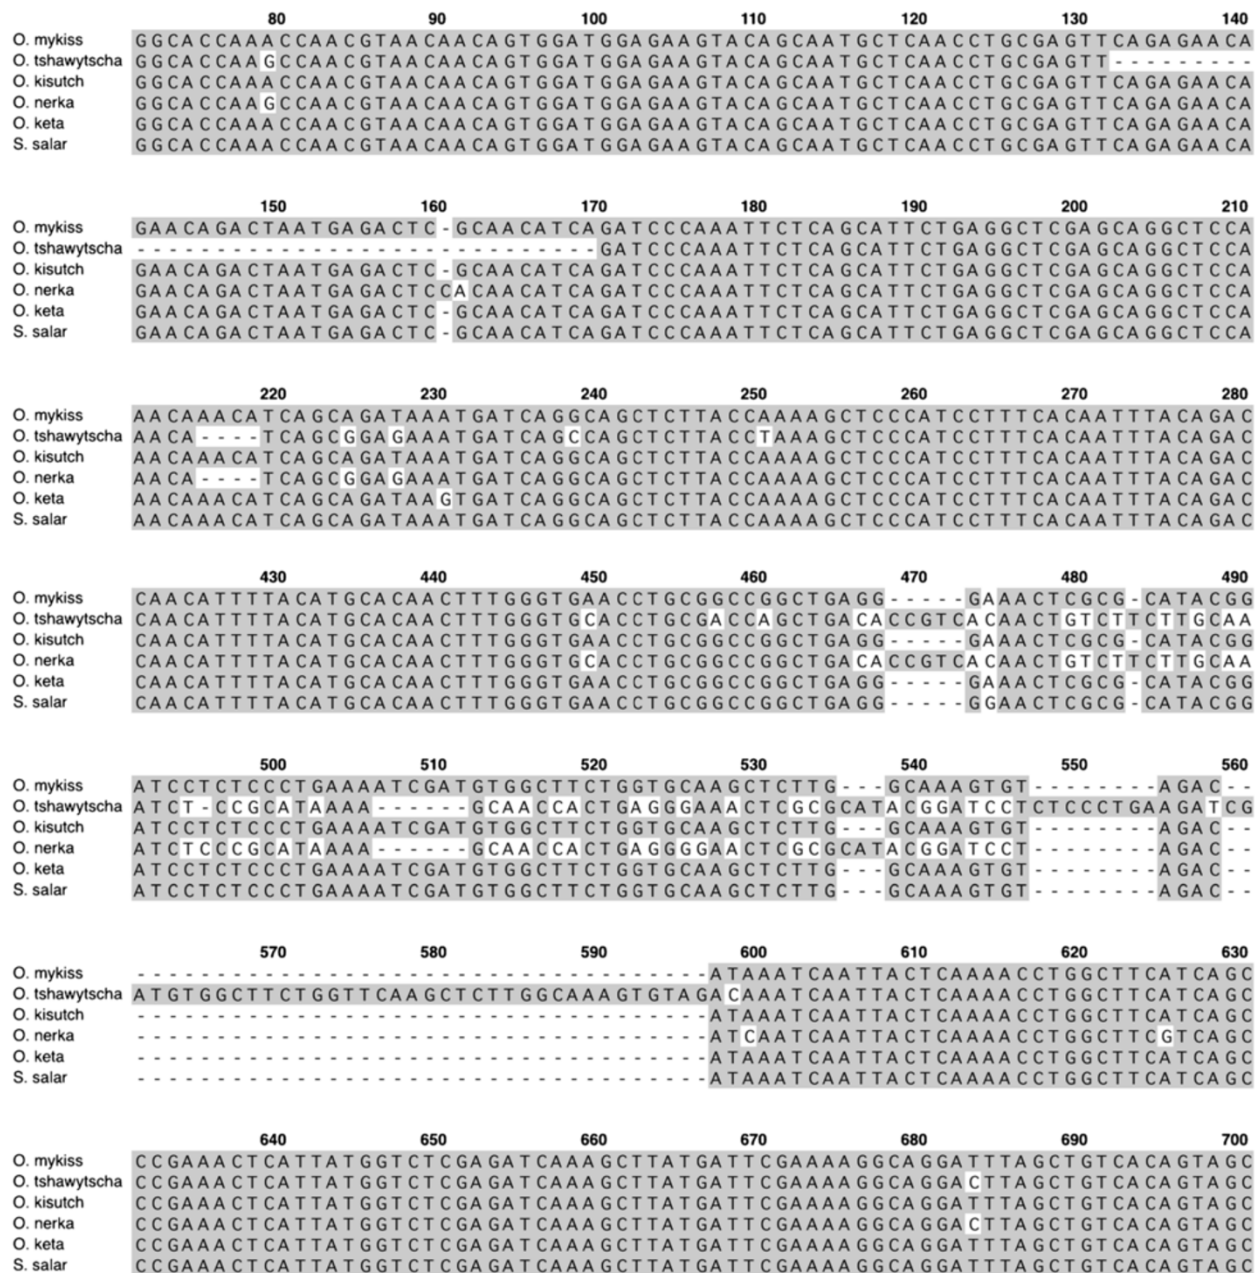 80 90 100 110 120 130 140
O. mykiss GGCACCAAACCAACGTAACAACAGTGGATGGAGAAGTACAGCAATGCTCAACCTGCGAGTTCAGAGAACA
O. tshawytscha GGCACCAAGCCAACGTAACAACAGTGGATGGAGAAGTACAGCAATGCTCAACCTGCGAGTT---------
O. kisutch GGCACCAAACCAACGTAACAACAGTGGATGGAGAAGTACAGCAATGCTCAACCTGCGAGTTCAGAGAACA
O. nerka GGCACCAAGCCAACGTAACAACAGTGGATGGAGAAGTACAGCAATGCTCAACCTGCGAGTTCAGAGAACA
O. keta GGCACCAAACCAACGTAACAACAGTGGATGGAGAAGTACAGCAATGCTCAACCTGCGAGTTCAGAGAACA
S. salar GGCACCAAACCAACGTAACAACAGTGGATGGAGAAGTACAGCAATGCTCAACCTGCGAGTTCAGAGAACA
150 160 170 180 190 200 210
O. mykiss GAACAGACTAATGAGACTC-GCAACATCAGATCCCAAATTCTCAGCATTCTGAGGCTCGAGCAGGCTCCA
O. tshawytscha -----------------------------GATCCCAAATTCTCAGCATTCTGAGGCTCGAGCAGGCTCCA
O. kisutch GAACAGACTAATGAGACTC-GCAACATCAGATCCCAAATTCTCAGCATTCTGAGGCTCGAGCAGGCTCCA
O. nerka GAACAGACTAATGAGACTCCACAACATCAGATCCCAAATTCTCAGCATTCTGAGGCTCGAGCAGGCTCCA
O. keta GAACAGACTAATGAGACTC-GCAACATCAGATCCCAAATTCTCAGCATTCTGAGGCTCGAGCAGGCTCCA
S. salar GAACAGACTAATGAGACTC-GCAACATCAGATCCCAAATTCTCAGCATTCTGAGGCTCGAGCAGGCTCCA
220 230 240 250 260 270 280
O. mykiss AACAAACATCAGCAGATAAATGATCAGGCAGCTCTTACCAAAAGCTCCCATCCTTTCACAATTTACAGAC
O. tshawytscha AACA----TCAGCGGAGAAATGATCAGCCAGCTCTTACCTAAAGCTCCCATCCTTTCACAATTTACAGAC
O. kisutch AACAAACATCAGCAGATAAATGATCAGGCAGCTCTTACCAAAAGCTCCCATCCTTTCACAATTTACAGAC
O. nerka AACA----TCAGCGGAGAAATGATCAGGCAGCTCTTACCAAAAGCTCCCATCCTTTCACAATTTACAGAC
O. keta AACAAACATCAGCAGATAAGTGATCAGGCAGCTCTTACCAAAAGCTCCCATCCTTTCACAATTTACAGAC
S. salar AACAAACATCAGCAGATAAATGATCAGGCAGCTCTTACCAAAAGCTCCCATCCTTTCACAATTTACAGAC
430 440 450 460 470 480 490
O. mykiss CAACATTTTACATGCACAACTTTGGGTGAACCTGCGGCCGGCTGAGG-----GAAACTCGCG-CATACGG
O. tshawytscha CAACATTTTACATGCACAACTTTGGGTGCACCTGCGACCAGCTGACACCGTCACAACTGTCTTCTTGCAA
O. kisutch CAACATTTTACATGCACAACTTTGGGTGAACCTGCGGCCGGCTGAGG-----GAAACTCGCG-CATACGG
O. nerka CAACATTTTACATGCACAACTTTGGGTGCACCTGCGGCCGGCTGACACCGTCACAACTGTCTTCTTGCAA
O. keta CAACATTTTACATGCACAACTTTGGGTGAACCTGCGGCCGGCTGAGG-----GAAACTCGCG-CATACGG
S. salar CAACATTTTACATGCACAACTTTGGGTGAACCTGCGGCCGGCTGAGG-----GGAACTCGCG-CATACGG
500 510 520 530 540 550 560
O. mykiss ATCCTCTCCCTGAAAATCGATGTGGCTTCTGGTGCAAGCTCTTG---GCAAAGTGT--------AGAC--
O. tshawytscha ATCT-CCGCATAAAA------GCAACCACTGAGGGAAACTCGCGCATACGGATCCTCTCCCTGAAGATCG
O. kisutch ATCCTCTCCCTGAAAATCGATGTGGCTTCTGGTGCAAGCTCTTG---GCAAAGTGT--------AGAC--
O. nerka ATCTCCCGCATAAAA------GCAACCACTGAGGGGAACTCGCGCATACGGATCCT--------AGAC--
O. keta ATCCTCTCCCTGAAAATCGATGTGGCTTCTGGTGCAAGCTCTTG---GCAAAGTGT--------AGAC--
S. salar ATCCTCTCCCTGAAAATCGATGTGGCTTCTGGTGCAAGCTCTTG---GCAAAGTGT--------AGAC--
570 580 590 600 610 620 630
O. mykiss ------------------------------------ATAAATCAATTACTCAAAACCTGGCTTCATCAGC
O. tshawytscha ATGTGGCTTCTGGTTCAAGCTCTTGGCAAAGTGTAGACAAATCAATTACTCAAAACCTGGCTTCATCAGC
O. kisutch ------------------------------------ATAAATCAATTACTCAAAACCTGGCTTCATCAGC
O. nerka ------------------------------------ATCAATCAATTACTCAAAACCTGGCTTCGTCAGC
O. keta ------------------------------------ATAAATCAATTACTCAAAACCTGGCTTCATCAGC
S. salar ------------------------------------ATAAATCAATTACTCAAAACCTGGCTTCATCAGC
640 650 660 670 680 690 700
O. mykiss CCGAAACTCATTATGGTCTCGAGATCAAAGCTTATGATTCGAAAAGGCAGGATTTAGCTGTCACAGTAGC
O. tshawytscha CCGAAACTCATTATGGTCTCGAGATCAAAGCTTATGATTCGAAAAGGCAGGACTTAGCTGTCACAGTAGC
O. kisutch CCGAAACTCATTATGGTCTCGAGATCAAAGCTTATGATTCGAAAAGGCAGGATTTAGCTGTCACAGTAGC
O. nerka CCGAAACTCATTATGGTCTCGAGATCAAAGCTTATGATTCGAAAAGGCAGGACTTAGCTGTCACAGTAGC
O. keta CCGAAACTCATTATGGTCTCGAGATCAAAGCTTATGATTCGAAAAGGCAGGATTTAGCTGTCACAGTAGC
S. salar CCGAAACTCATTATGGTCTCGAGATCAAAGCTTATGATTCGAAAAGGCAGGATTTAGCTGTCACAGTAGC